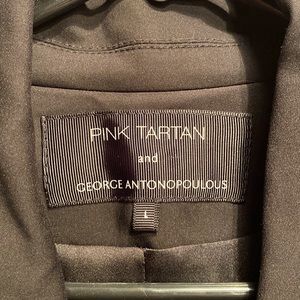 PINK TARTAN
and
GEORGE ANTONOPOULOUS
L